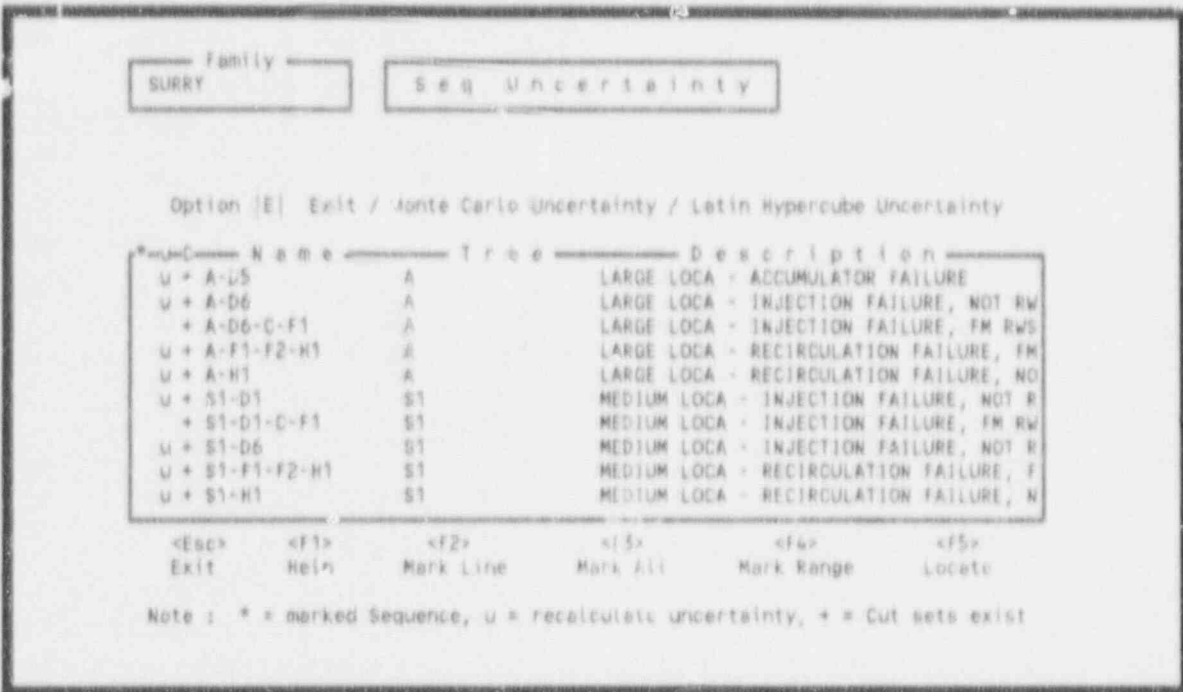 Family
SURRY
Seq Uncertainty
Option |E| Exit / Monte Carlo Uncertainty / Latin Hypercube Uncertainty
*-u-C Name Tree Description
u + A-D5 A LARGE LOCA - ACCUMULATOR FAILURE
u + A-D6 A LARGE LOCA - INJECTION FAILURE, NOT RW
+ A-D6-C-F1 A LARGE LOCA - INJECTION FAILURE, FM RWS
u + A-F1-F2-H1 A LARGE LOCA - RECIRCULATION FAILURE, FM
u + A-H1 A LARGE LOCA - RECIRCULATION FAILURE, NO
u + S1-D1 S1 MEDIUM LOCA - INJECTION FAILURE, NOT R
+ S1-D1-C-F1 S1 MEDIUM LOCA - INJECTION FAILURE, FM RW
u + S1-D6 S1 MEDIUM LOCA - INJECTION FAILURE, NOT R
u + S1-F1-F2-H1 S1 MEDIUM LOCA - RECIRCULATION FAILURE, F
u + S1-H1 S1 MEDIUM LOCA - RECIRCULATION FAILURE, N
<Esc> <F1> <F2> <F3> <F4> <F5>
Exit Help Mark Line Mark All Mark Range Locate
Note : * = marked Sequence, u = recalculate uncertainty, + = Cut sets exist